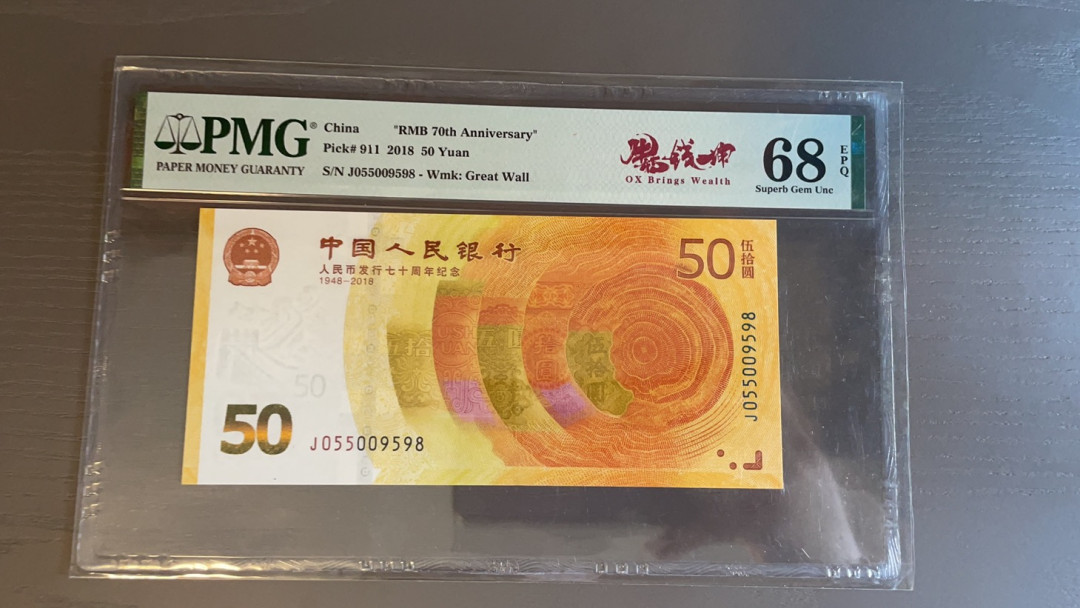 PMG®
PAPER MONEY GUARANTY
China "RMB 70th Anniversary"
Pick# 911 2018 50 Yuan
S/N J055009598 - Wmk: Great Wall
OX Brings Wealth
68
EPQ
Superb Gem Unc
中国人民银行
人民币发行七十周年纪念
1948-2018
50
伍拾圆
50
50
J055009598
J055009598